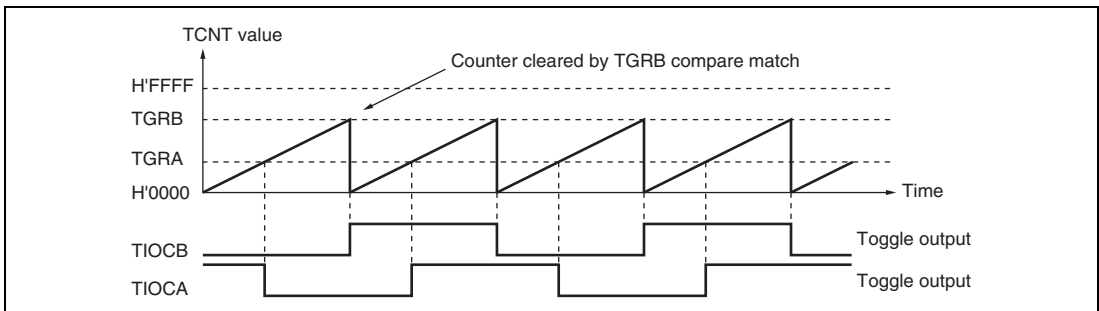 TCNT value
Counter cleared by TGRB compare match
H'FFFF
TGRB
TGRA
H'0000
Time
TIOCB
Toggle output
TIOCA
Toggle output